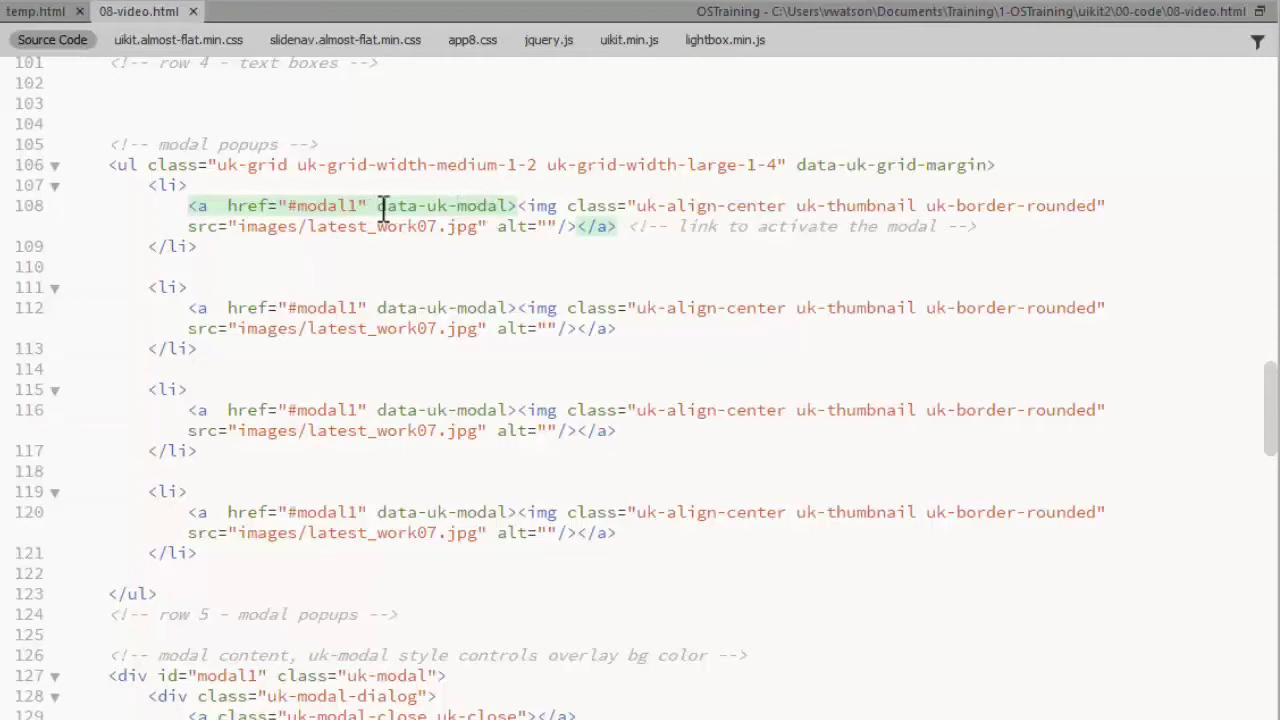 temp.html × 08-video.html × OSTraining - C:\Users\vwatson\Documents\Training\1-OSTraining\uikit2\00-code\08-video.html
Source Code uikit.almost-flat.min.css slidenav.almost-flat.min.css app8.css jquery.js uikit.min.js lightbox.min.js
101 <!-- row 4 - text boxes -->
102
103
104
105 <!-- modal popups -->
106 <ul class="uk-grid uk-grid-width-medium-1-2 uk-grid-width-large-1-4" data-uk-grid-margin>
107 <li>
108 <a  href="#modal1" data-uk-modal><img class="uk-align-center uk-thumbnail uk-border-rounded"
src="images/latest_work07.jpg" alt=""/></a> <!-- link to activate the modal -->
109 </li>
110
111 <li>
112 <a  href="#modal1" data-uk-modal><img class="uk-align-center uk-thumbnail uk-border-rounded"
src="images/latest_work07.jpg" alt=""/></a>
113 </li>
114
115 <li>
116 <a  href="#modal1" data-uk-modal><img class="uk-align-center uk-thumbnail uk-border-rounded"
src="images/latest_work07.jpg" alt=""/></a>
117 </li>
118
119 <li>
120 <a  href="#modal1" data-uk-modal><img class="uk-align-center uk-thumbnail uk-border-rounded"
src="images/latest_work07.jpg" alt=""/></a>
121 </li>
122
123 </ul>
124 <!-- row 5 - modal popups -->
125
126 <!-- modal content, uk-modal style controls overlay bg color -->
127 <div id="modal1" class="uk-modal">
128 <div class="uk-modal-dialog">
129 <a class="uk-modal-close uk-close"></a>